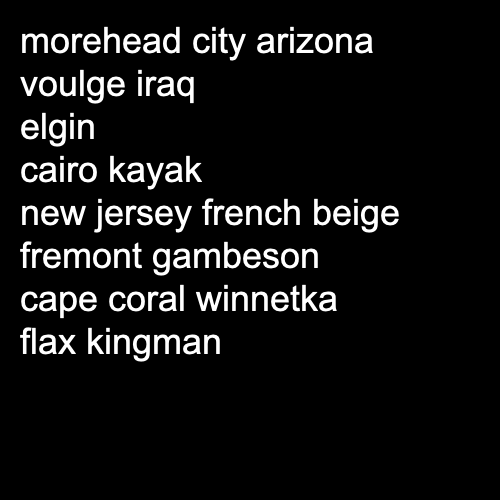 morehead city arizona
voulge iraq
elgin
cairo kayak
new jersey french beige
fremont gambeson
cape coral winnetka
flax kingman